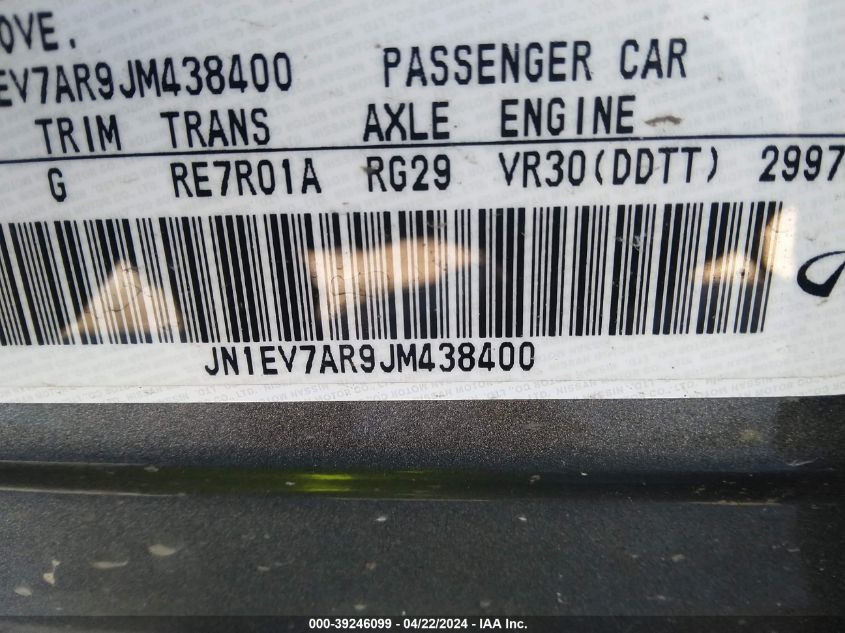 OVE.
EV7AR9JM438400 PASSENGER CAR
TRIM TRANS AXLE ENGINE
G RE7R01A RG29 VR30(DDTT) 2997
JN1EV7AR9JM438400
000-39246099 - 04/22/2024 - © IAA Inc.